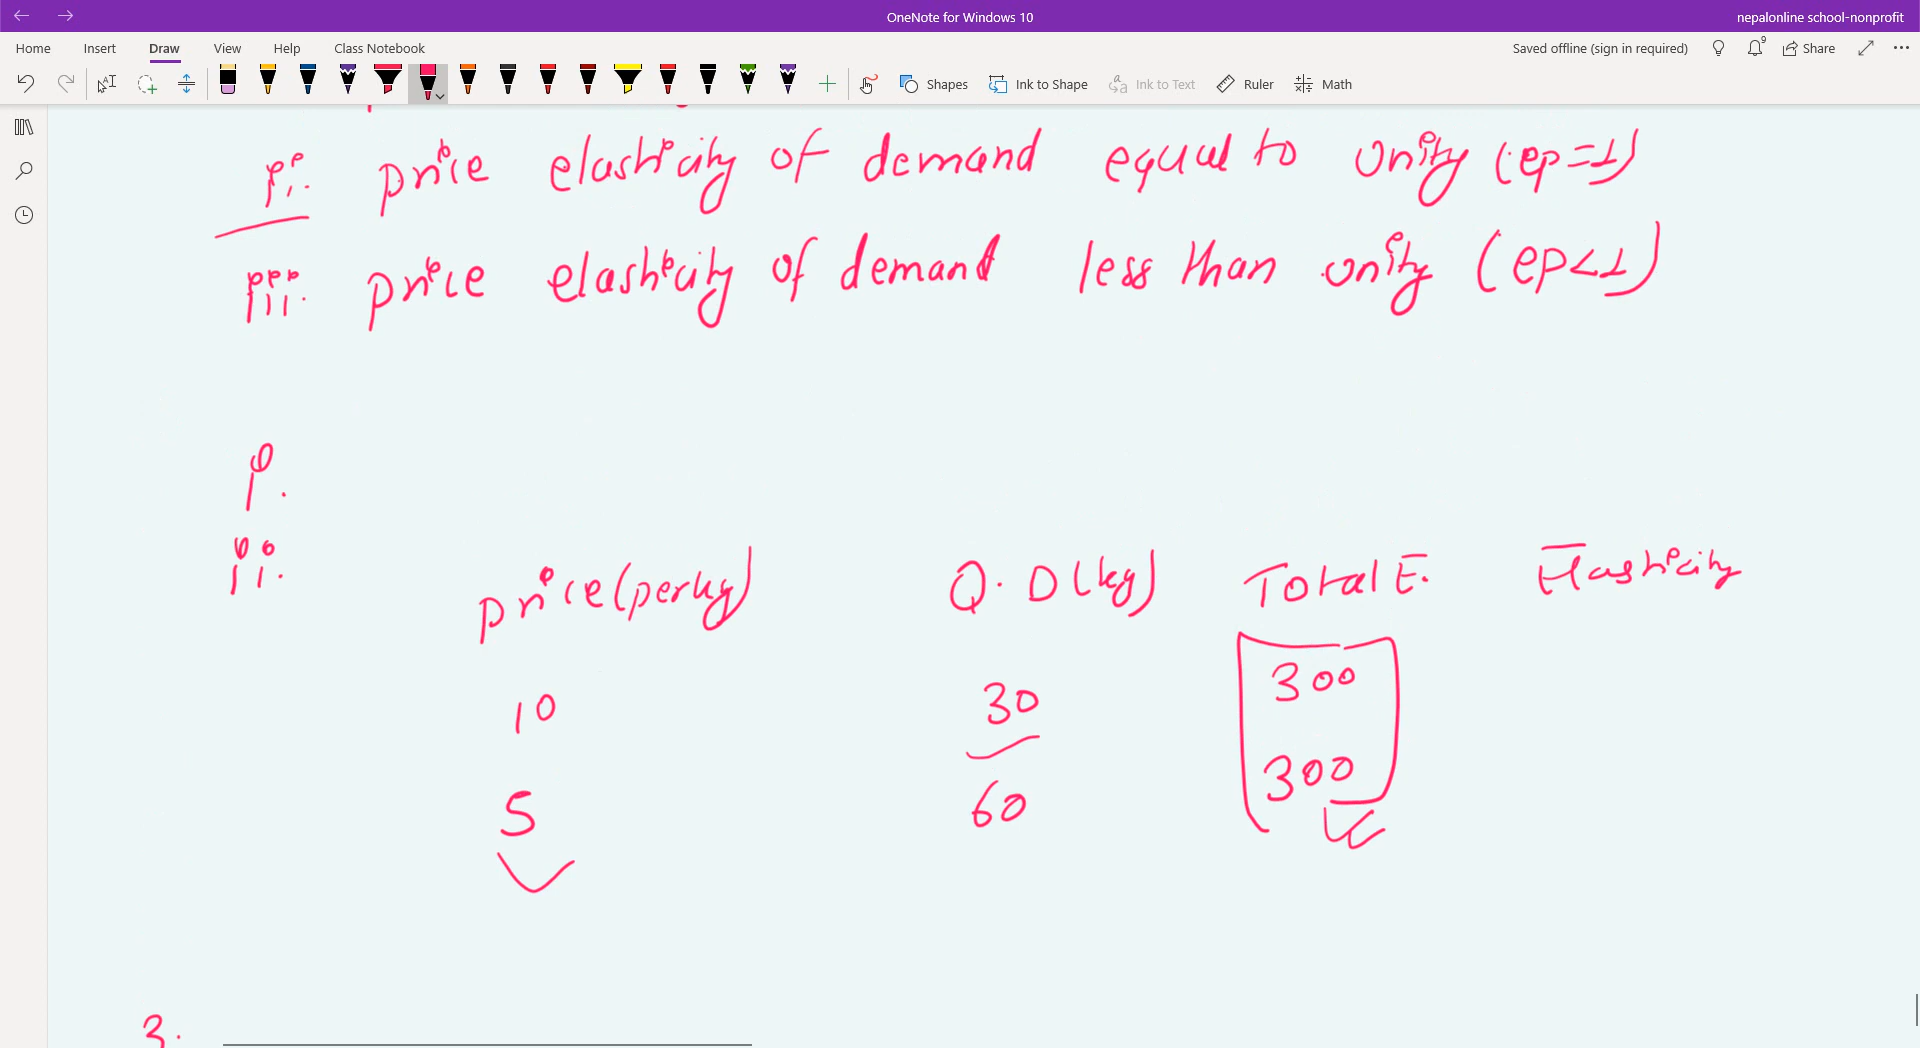 OneNote for Windows 10
nepalonline school-nonprofit
Home Insert Draw View Help Class Notebook
Saved offline (sign in required) Share
Shapes Ink to Shape Ink to Text Ruler Math
ii. price elasticity of demand equal to unity (ep=1)
iii. price elasticity of demand less than unity (ep<1)
i.
ii.
price (per kg) Q.D (kg) Total E. Elasticity
10 30 300
5 60 300
3.